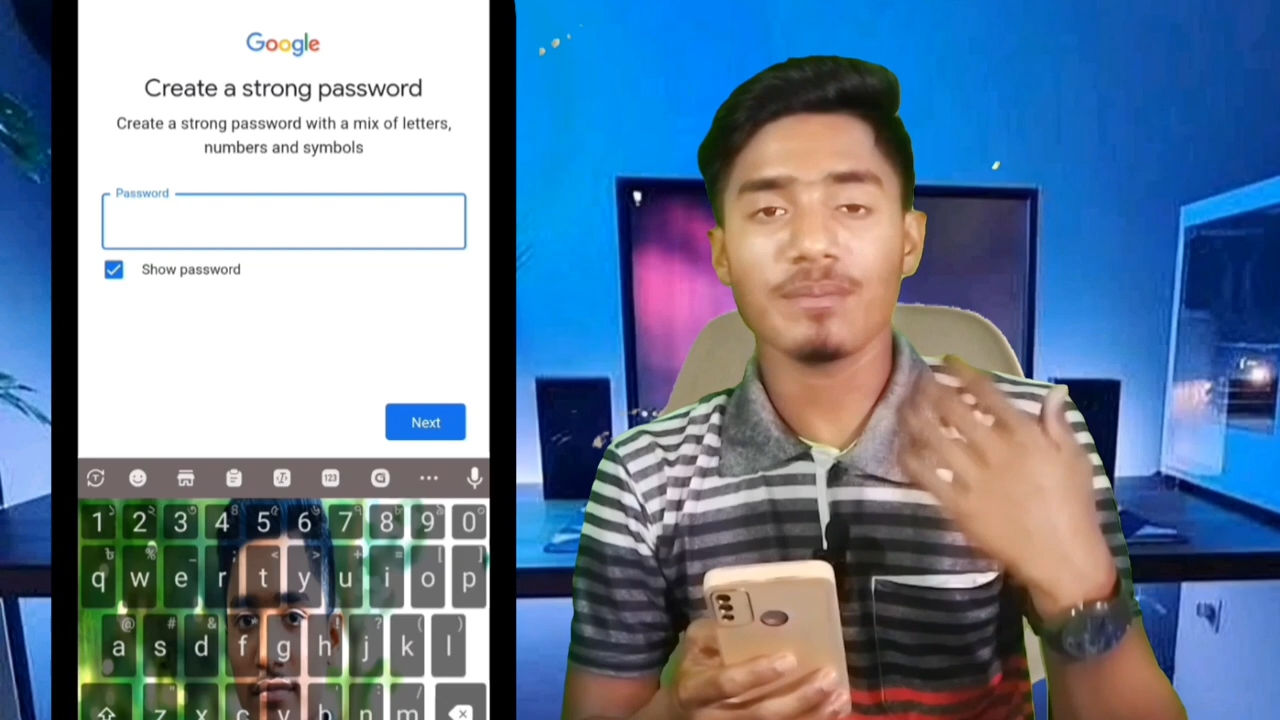 Google
Create a strong password
Create a strong password with a mix of letters,
numbers and symbols
Password
Show password
Next
123
1 2 3 4 5 6 7 8 9 0
q w e r t y u i o p
a s d f g h j k l
z x c v b n m